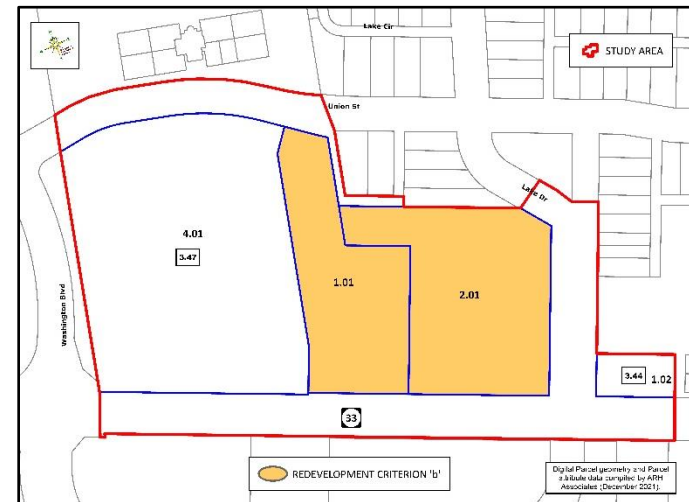 Lake Cir
STUDY AREA
Union St
Lake Dr
4.01
3.47
1.01
2.01
Washington Blvd
3.44 1.02
33
REDEVELOPMENT CRITERION 'b'
Digital Parcel geometry and Parcel
attribute data compiled by ARH
Associates (December 2021).